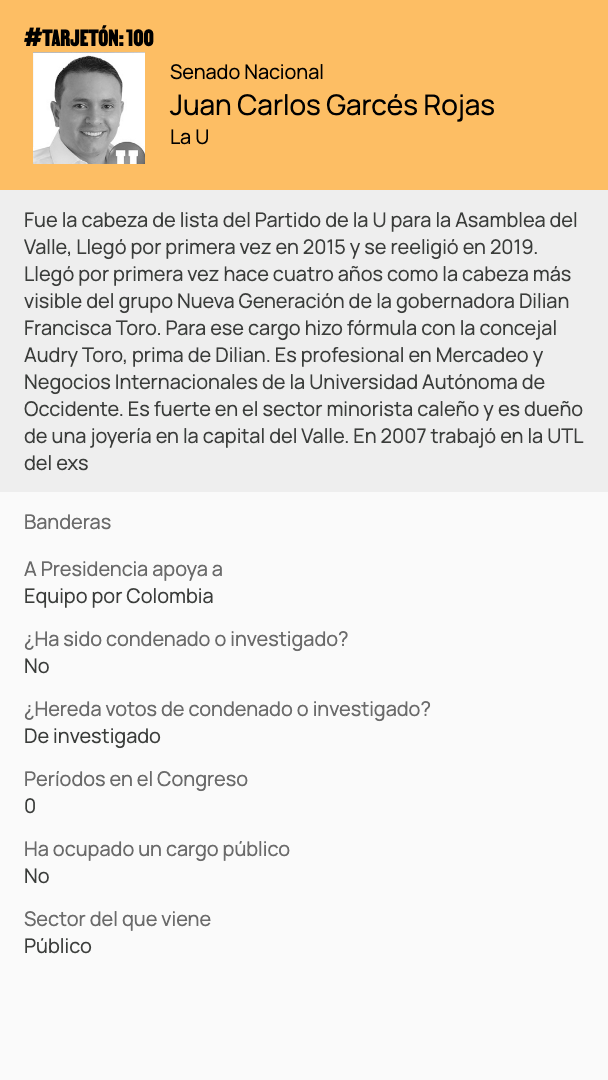 #TARJETÓN: 100
Senado Nacional
Juan Carlos Garcés Rojas
La U
U
Fue la cabeza de lista del Partido de la U para la Asamblea del
Valle, Llegó por primera vez en 2015 y se reeligió en 2019.
Llegó por primera vez hace cuatro años como la cabeza más
visible del grupo Nueva Generación de la gobernadora Dilian
Francisca Toro. Para ese cargo hizo fórmula con la concejal
Audry Toro, prima de Dilian. Es profesional en Mercadeo y
Negocios Internacionales de la Universidad Autónoma de
Occidente. Es fuerte en el sector minorista caleño y es dueño
de una joyería en la capital del Valle. En 2007 trabajó en la UTL
del exs
Banderas
A Presidencia apoya a
Equipo por Colombia
¿Ha sido condenado o investigado?
No
¿Hereda votos de condenado o investigado?
De investigado
Períodos en el Congreso
0
Ha ocupado un cargo público
No
Sector del que viene
Público